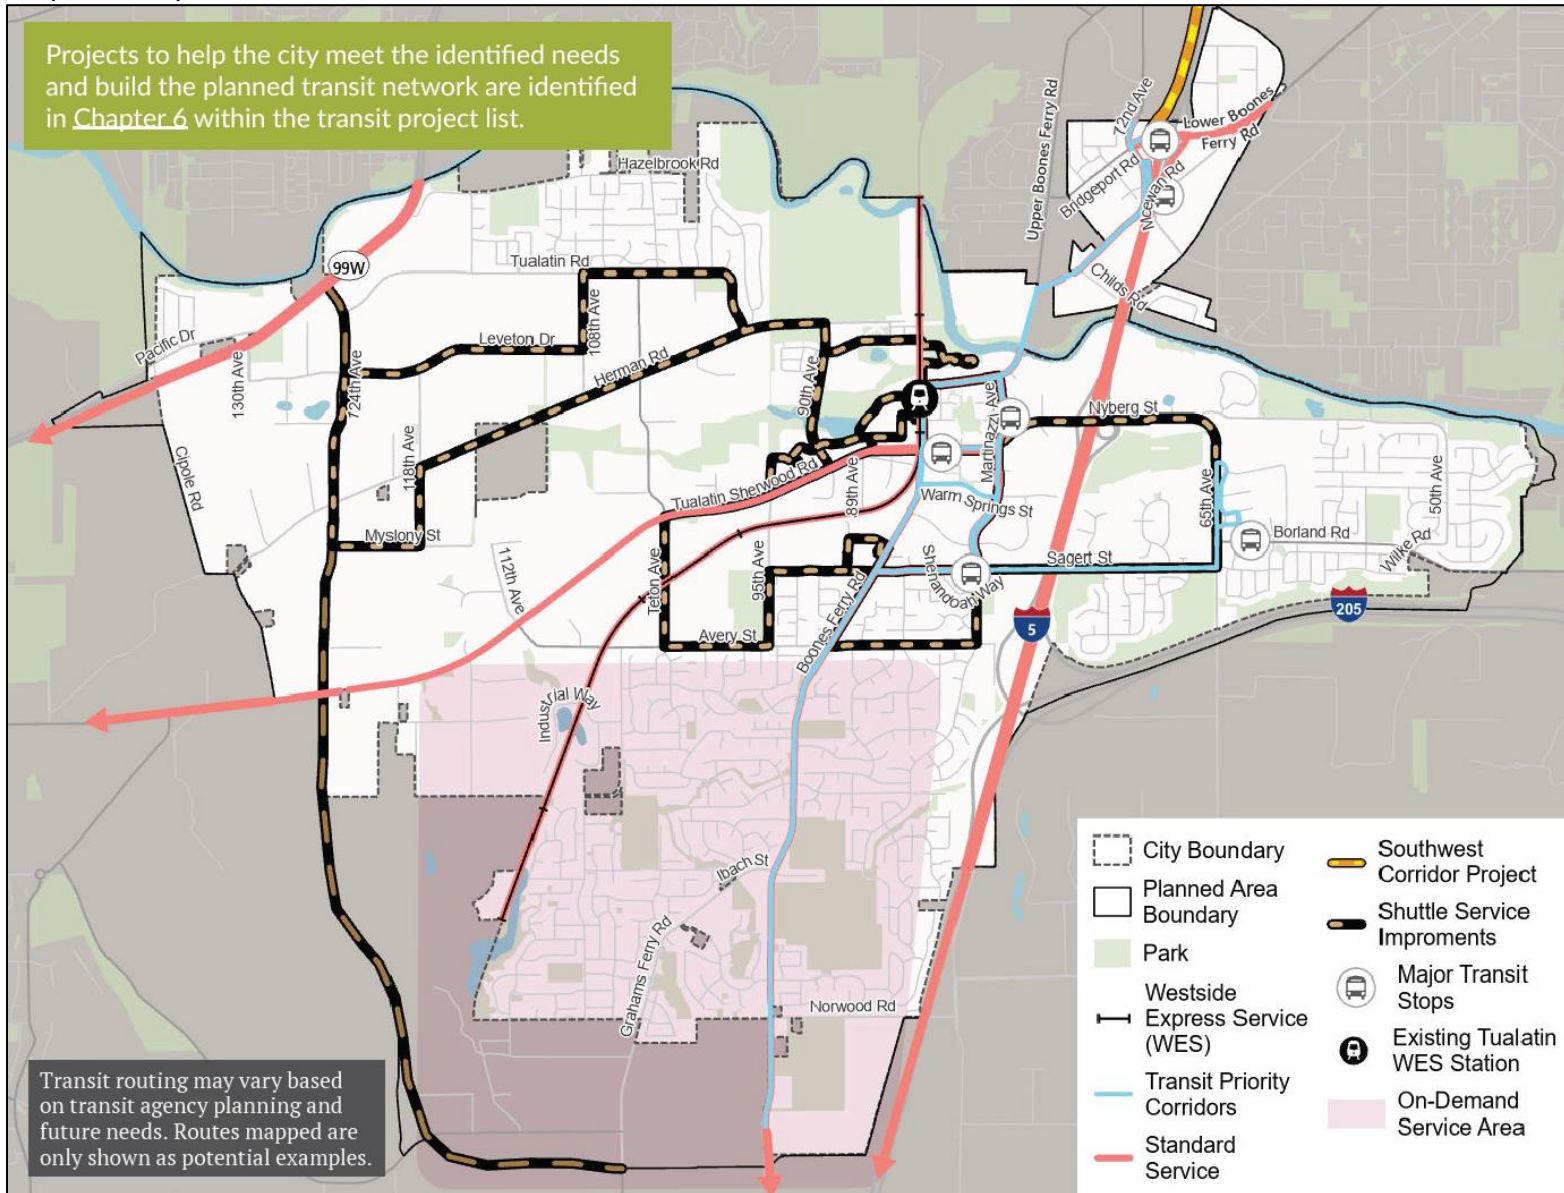 Projects to help the city meet the identified needs
and build the planned transit network are identified
in Chapter 6 within the transit project list.
Hazelbrook Rd
Upper Boones Ferry Rd
72nd Ave
Lower Boones
Ferry Rd
Bridgeport Rd
Mcewan Rd
Childs Rd
99W
Tualatin Rd
Pacific Dr
130th Ave
124th Ave
Leveton Dr
108th Ave
Herman Rd
90th Ave
Martinazzi Ave
Nyberg St
Cipole Rd
118th Ave
Tualatin Sherwood Rd
89th Ave
Warm Springs St
65th Ave
50th Ave
Myslony St
Borland Rd
Wilke Rd
112th Ave
Teton Ave
95th Ave
Shenandoah Way
Sagert St
Avery St
Boones Ferry Rd
5
205
Industrial Way
Ibach St
Grahams Ferry Rd
Norwood Rd
Transit routing may vary based
on transit agency planning and
future needs. Routes mapped are
only shown as potential examples.
City Boundary
Planned Area
Boundary
Park
Westside
Express Service
(WES)
Transit Priority
Corridors
Standard
Service
Southwest
Corridor Project
Shuttle Service
Improments
Major Transit
Stops
Existing Tualatin
WES Station
On-Demand
Service Area